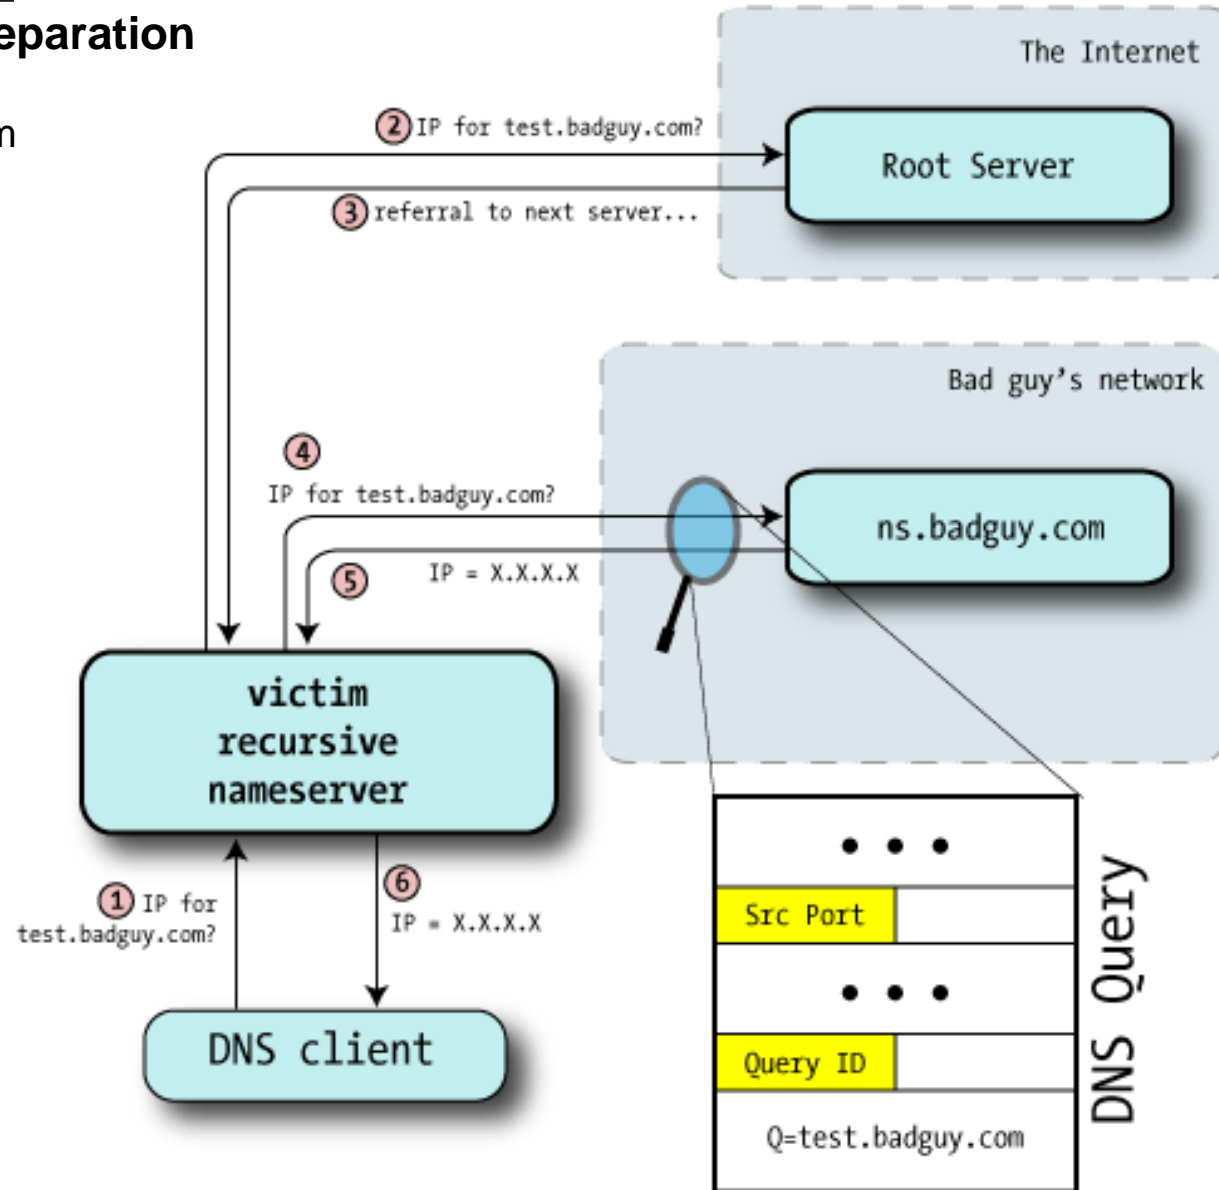 eparation
m
The Internet
2 IP for test.badguy.com?
Root Server
3 referral to next server...
Bad guy's network
4
IP for test.badguy.com?
ns.badguy.com
5
IP = X.X.X.X
victim
recursive
nameserver
1 IP for
test.badguy.com?
6
IP = X.X.X.X
DNS client
Src Port
Query ID
Q=test.badguy.com
DNS Query